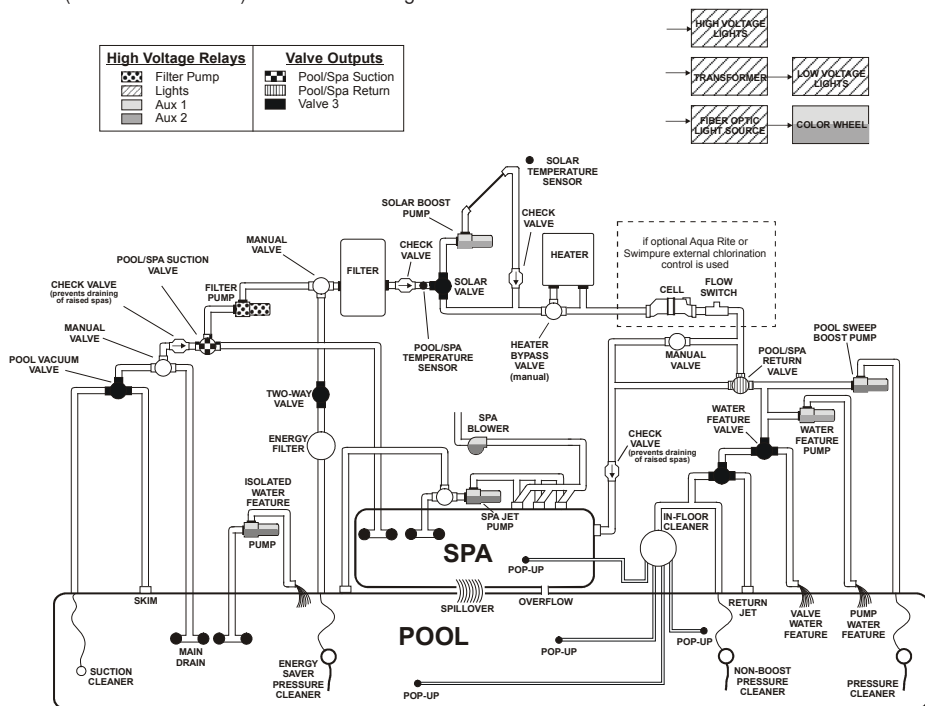 HIGH VOLTAGE
LIGHTS
TRANSFORMER
LOW VOLTAGE
LIGHTS
FIBER OPTIC
LIGHT SOURCE
COLOR WHEEL
High Voltage Relays
Filter Pump
Lights
Aux 1
Aux 2
Valve Outputs
Pool/Spa Suction
Pool/Spa Return
Valve 3
SOLAR
TEMPERATURE
SENSOR
SOLAR BOOST
PUMP
CHECK
VALVE
MANUAL
VALVE
FILTER
CHECK
VALVE
SOLAR
VALVE
HEATER
if optional Aqua Rite or
Swimpure external chlorination
control is used
CELL
FLOW
SWITCH
POOL/SPA SUCTION
VALVE
FILTER
PUMP
CHECK VALVE
(prevents draining
of raised spas)
MANUAL
VALVE
POOL VACUUM
VALVE
POOL/SPA
TEMPERATURE
SENSOR
HEATER
BYPASS
VALVE
(manual)
MANUAL
VALVE
POOL/SPA
RETURN
VALVE
POOL SWEEP
BOOST PUMP
TWO-WAY
VALVE
ENERGY
FILTER
SPA
BLOWER
CHECK
VALVE
(prevents draining
of raised spas)
WATER
FEATURE
VALVE
WATER
FEATURE
PUMP
ISOLATED
WATER
FEATURE
PUMP
SPA JET
PUMP
IN-FLOOR
CLEANER
SPA
POP-UP
SPILLOVER
OVERFLOW
SKIM
POOL
MAIN
DRAIN
SUCTION
CLEANER
ENERGY
SAVER
PRESSURE
CLEANER
POP-UP
POP-UP
POP-UP
RETURN
JET
VALVE
WATER
FEATURE
PUMP
WATER
FEATURE
NON-BOOST
PRESSURE
CLEANER
PRESSURE
CLEANER